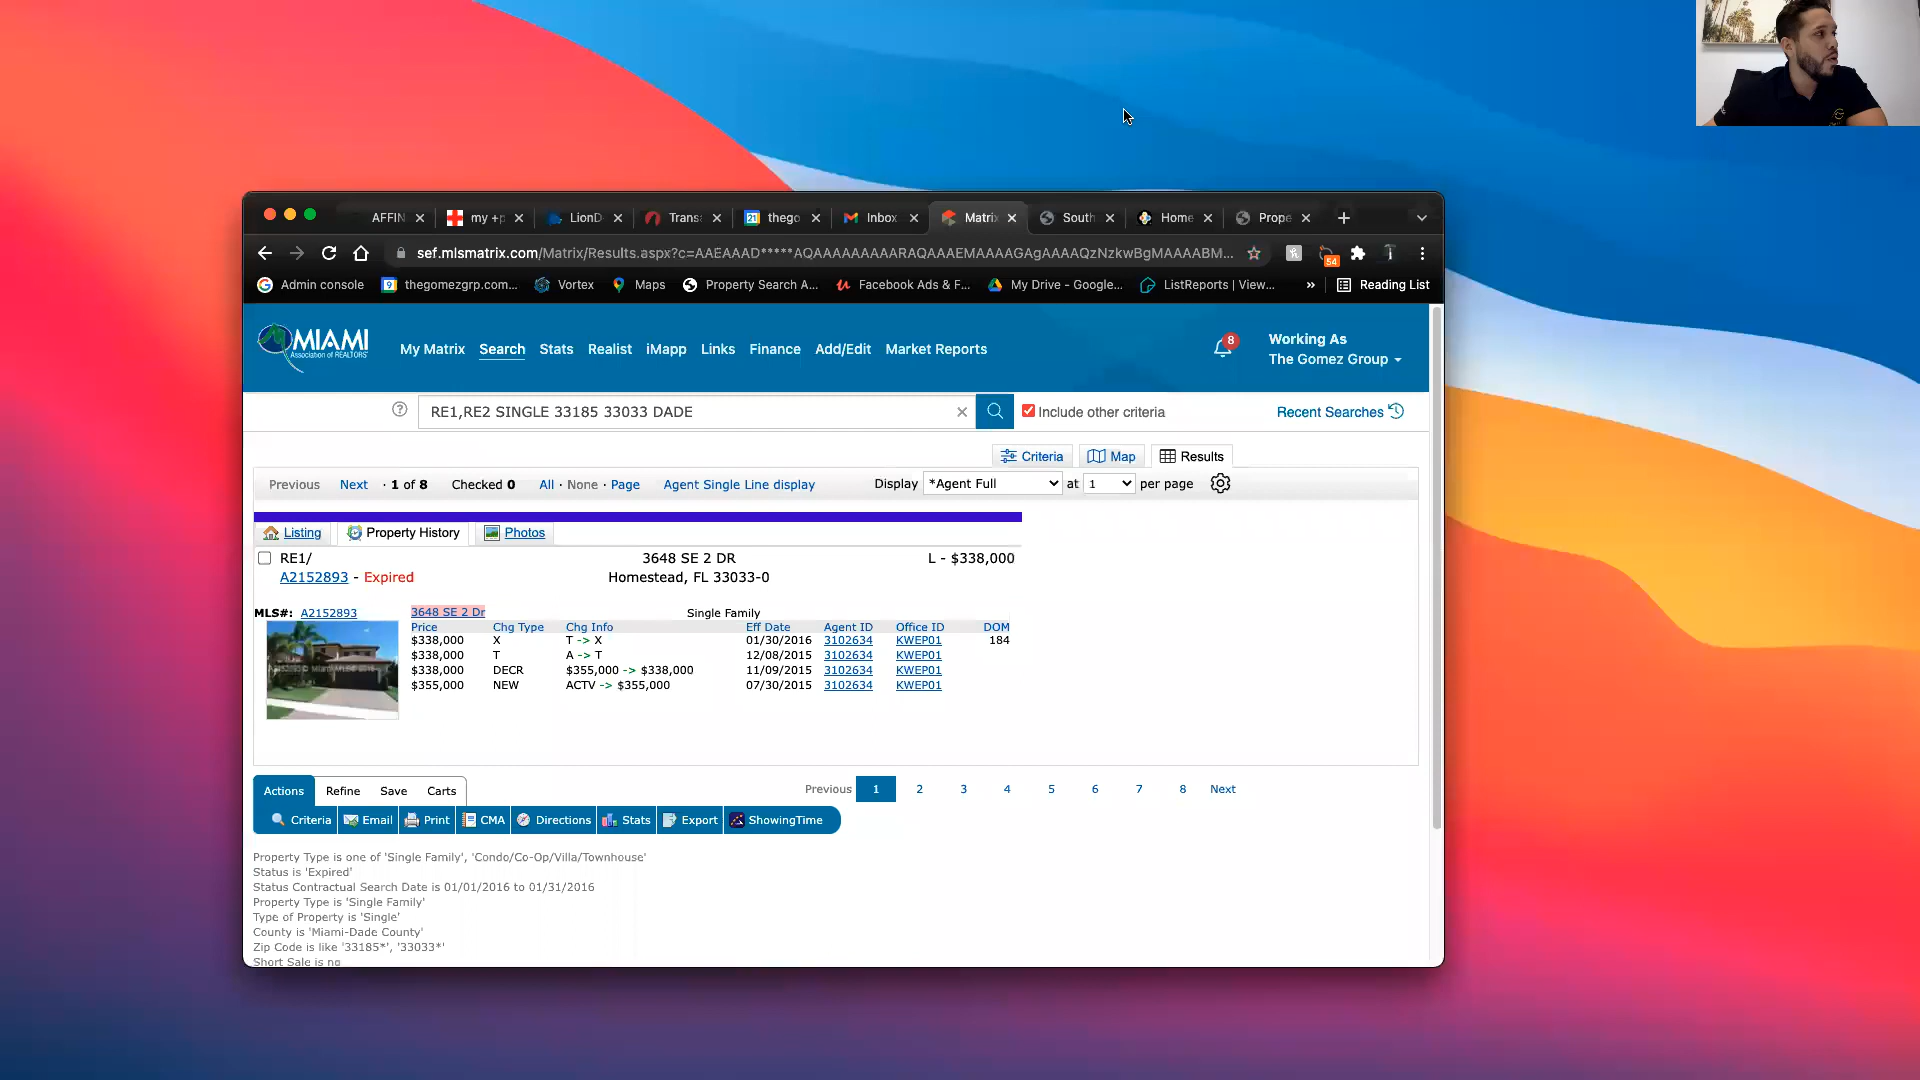 AFFIN
my +p
LionD
Trans
21 thego
Inbox
Matrix
South
Home
Prope
sef.mlsmatrix.com/Matrix/Results.aspx?c=AAEAAAD*****AQAAAAAAAAARAQAAAEMAAAAGAgAAAAQzNzkwBgMAAAABM...
54
Admin console
9 thegomezgrp.com...
Vortex
Maps
Property Search A...
Facebook Ads & F...
My Drive - Google...
ListReports | View...
»
Reading List
MIAMI
Association of REALTORS
My Matrix Search Stats Realist iMapp Links Finance Add/Edit Market Reports
8
Working As
The Gomez Group
RE1,RE2 SINGLE 33185 33033 DADE
Include other criteria
Recent Searches
Criteria Map Results
Previous Next · 1 of 8 Checked 0 All · None · Page Agent Single Line display Display *Agent Full at 1 per page
Listing Property History Photos
RE1/ 3648 SE 2 DR L - $338,000
A2152893 - Expired Homestead, FL 33033-0
MLS#: A2152893 3648 SE 2 Dr Single Family
Price Chg Type Chg Info Eff Date Agent ID Office ID DOM
$338,000 X T -> X 01/30/2016 3102634 KWEP01 184
$338,000 T A -> T 12/08/2015 3102634 KWEP01
$338,000 DECR $355,000 -> $338,000 11/09/2015 3102634 KWEP01
$355,000 NEW ACTV -> $355,000 07/30/2015 3102634 KWEP01
Actions Refine Save Carts
Previous 1 2 3 4 5 6 7 8 Next
Criteria Email Print CMA Directions Stats Export ShowingTime
Property Type is one of 'Single Family', 'Condo/Co-Op/Villa/Townhouse'
Status is 'Expired'
Status Contractual Search Date is 01/01/2016 to 01/31/2016
Property Type is 'Single Family'
Type of Property is 'Single'
County is 'Miami-Dade County'
Zip Code is like '33185*', '33033*'
Short Sale is no